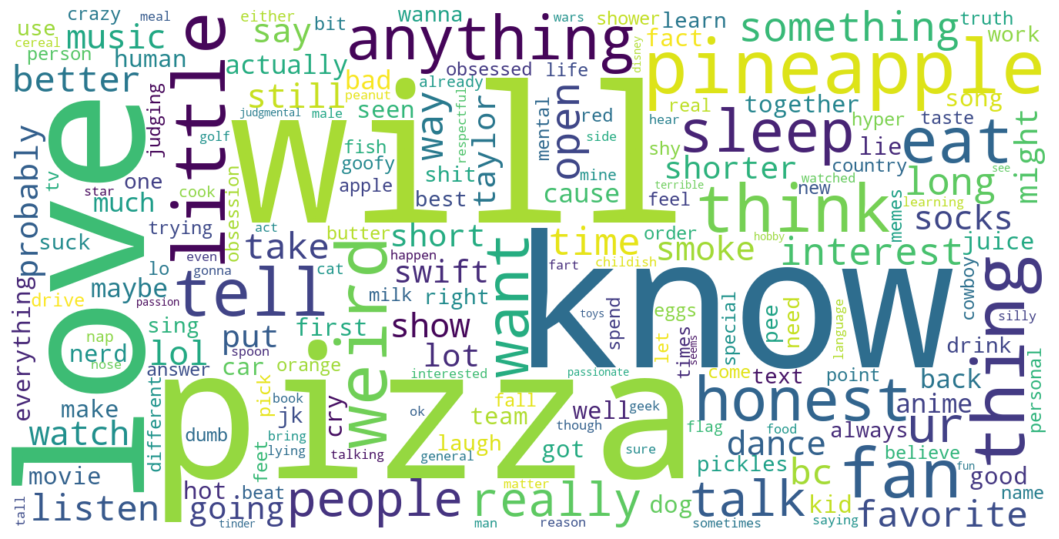 crazy
meal
either
bit
wanna
shower
learn
wars
truth
use
cereal
music
little
say
anything
disney
fact
something
work
person
human
actually
obsessed
life
pineapple
better
judging
bad
already
still
peanut
seen
way
respectful
open
red
real
together
song
love
will
golf
judgmental
male
fish
goofy
shit
taylor
mental
side
hear
sleep
hyper
taste
eat
might
probably
tv
one
cook
apple
best
mine
cause
shy
lie
country
shorter
long
much
star
obsession
feel
terrible
watched
new
see
learning
think
memes
socks
trying
suck
even
act
butter
short
time
order
hobby
smoke
interest
juice
lo
gonna
take
weird
happen
fart
childish
everything
maybe
passion
tell
cat
swift
want
know
cowboy
thing
silly
drive
milk
right
eggs
sing
put
first
show
toys
spend
special
pee
need
language
drink
nap
nerd
lol
spoon
lot
let
times
seems
nose
answer
car
orange
interested
passionate
come
text
point
back
personal
make
different
pick
book
ok
fall
pizza
honest
ur
watch
dumb
jk
cry
team
geek
well
though
flag
anime
bring
feet
lying
laugh
got
sure
food
dance
always
believe
movie
talking
general
pickles
fun
good
hot
beat
matter
bc
fan
name
tall
listen
going
people
really
dog
talk
kid
favorite
tinder
man
reason
sometimes
saying